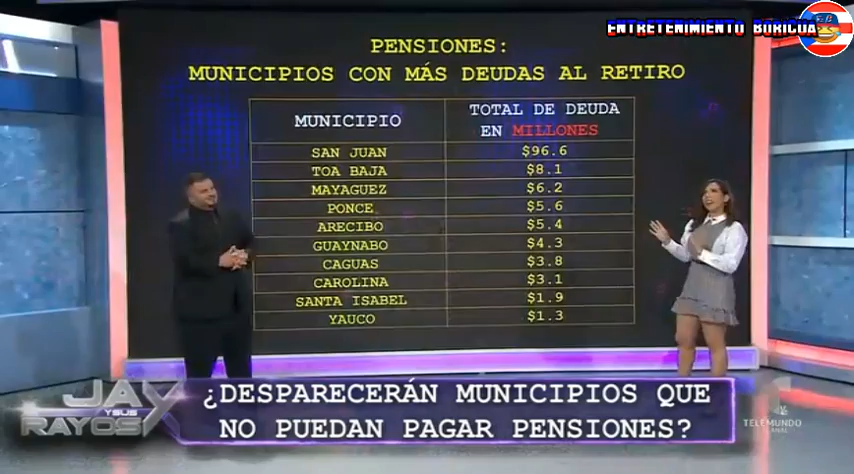 ENTRETENIMIENTO BORICUA
PENSIONES:
MUNICIPIOS CON MÁS DEUDAS AL RETIRO
MUNICIPIO TOTAL DE DEUDA EN MILLONES
SAN JUAN $96.6
TOA BAJA $8.1
MAYAGUEZ $6.2
PONCE $5.6
ARECIBO $5.4
GUAYNABO $4.3
CAGUAS $3.8
CAROLINA $3.1
SANTA ISABEL $1.9
YAUCO $1.3
JAY
Y SUS
RAYOS X
¿DESPARECERÁN MUNICIPIOS QUE
NO PUEDAN PAGAR PENSIONES?
TELEMUNDO